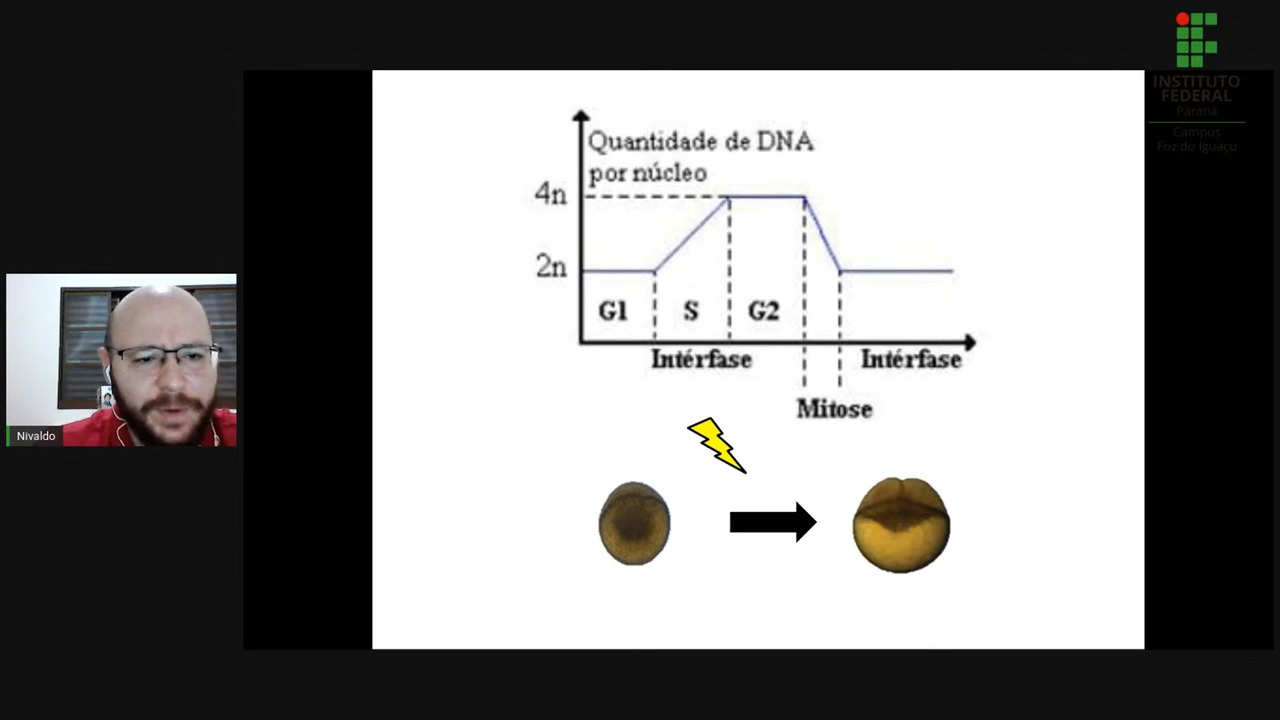 INSTITUTO
FEDERAL
Paraná
Campus
Foz do Iguaçu
Quantidade de DNA
por núcleo
4n
2n
G1 S G2
Intérfase Intérfase
Mitose
Nivaldo